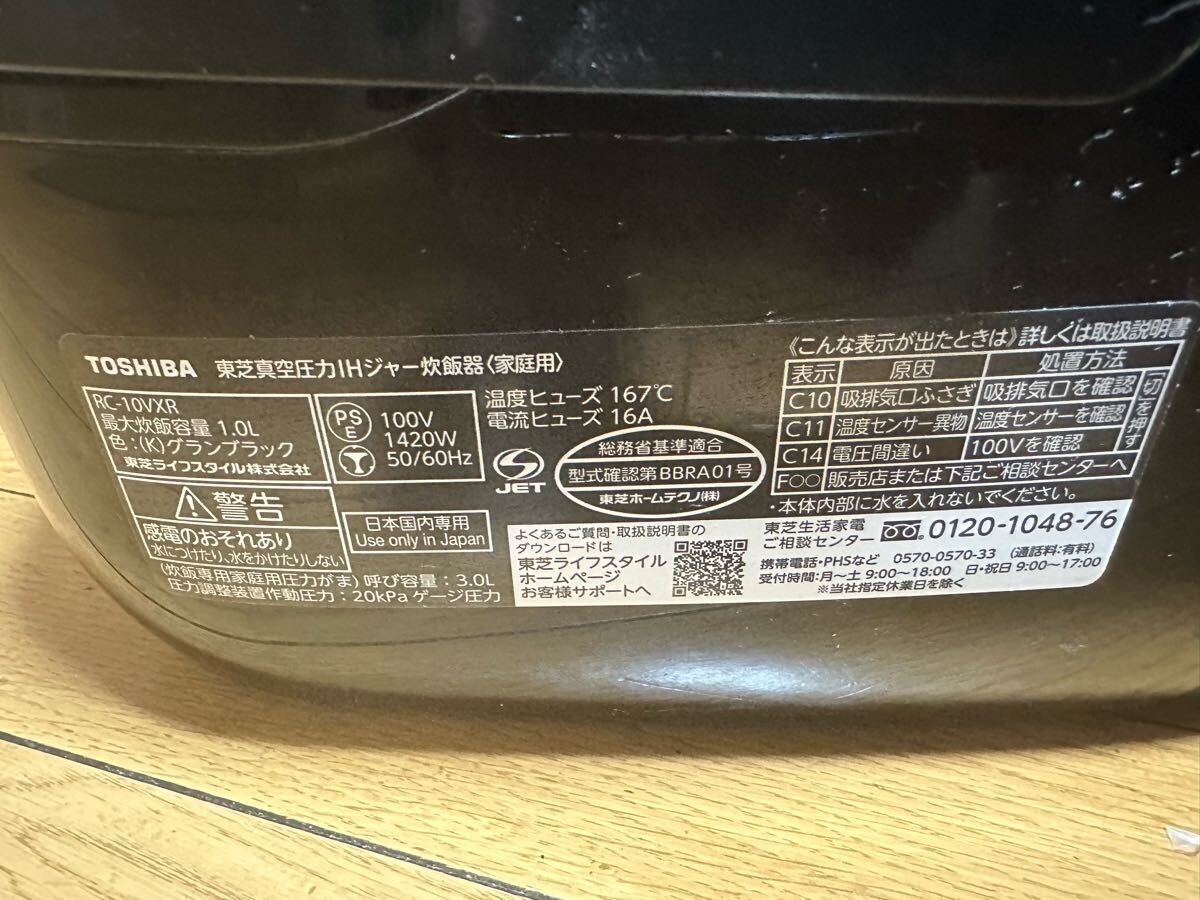 TOSHIBA 東芝真空圧力IHジャー炊飯器〈家庭用〉
RC-10VXR
最大炊飯容量 1.0L
色：(K)グランブラック
東芝ライフスタイル株式会社
PSE
100V
1420W
50/60Hz
温度ヒューズ 167℃
電流ヒューズ 16A
JET
総務省基準適合
型式確認第BBRA01号
東芝ホームテクノ(株)
警告
感電のおそれあり
水につけたり、水をかけたりしない
日本国内専用
Use only in Japan
(炊飯専用家庭用圧力がま) 呼び容量：3.0L
圧力調整装置作動圧力：20kPa ゲージ圧力
《こんな表示が出たときは》詳しくは取扱説明書
表示 原因 処置方法
C10 吸排気口ふさぎ 吸排気口を確認
C11 温度センサー異物 温度センサーを確認
C14 電圧間違い 100Vを確認
[切]を押す
F○○ 販売店または下記ご相談センターへ
・本体内部に水を入れないでください。
よくあるご質問・取扱説明書の
ダウンロードは
東芝ライフスタイル
ホームページ
お客様サポートへ
東芝生活家電
ご相談センター 0120-1048-76
携帯電話・PHSなど 0570-0570-33 (通話料:有料)
受付時間：月〜土 9:00〜18:00 日・祝日 9:00〜17:00
※当社指定休業日を除く